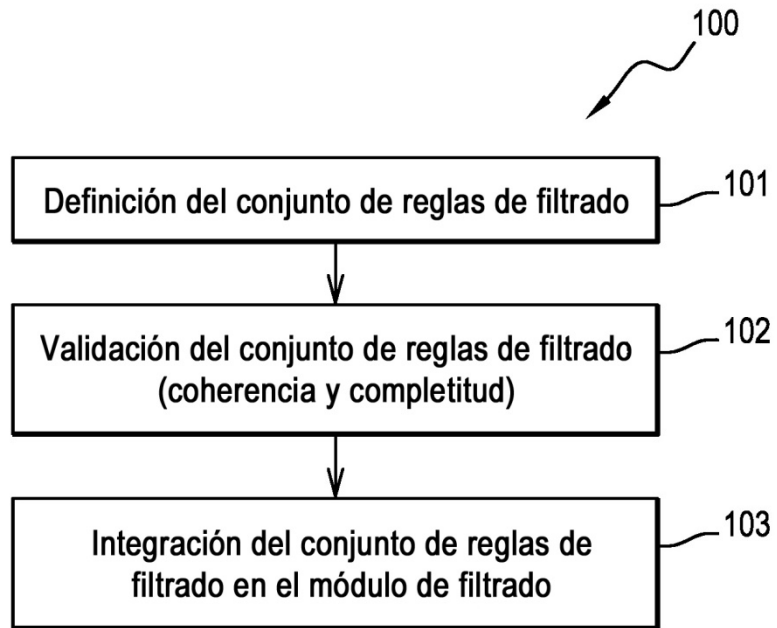 100
Definición del conjunto de reglas de filtrado
101
Validación del conjunto de reglas de filtrado
(coherencia y completitud)
102
Integración del conjunto de reglas de
filtrado en el módulo de filtrado
103